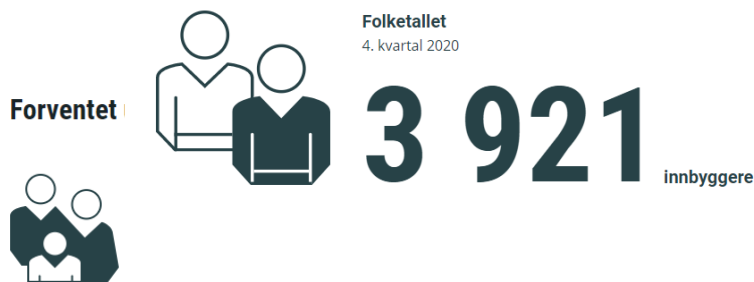 Folketallet
4. kvartal 2020
3 921 innbyggere
Forventet